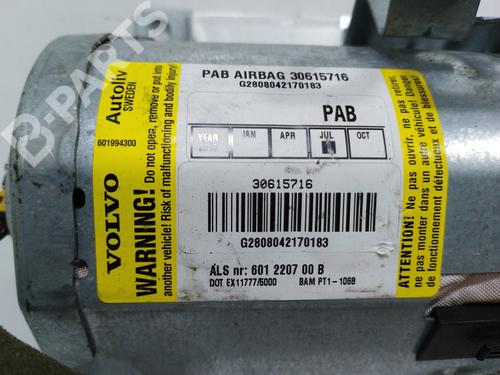 B-PARTS
PAB AIRBAG 30615716
G2808042170183
PAB
YEAR JAN APR JUL OCT
30615716
G2808042170183
ALS nr: 601 2207 00 B
DOT EX11777/5000 BAM PT1-1068
Autoliv
SWEDEN
601994300
VOLVO
WARNING!
Do not open, remove or put into
another vehicle! Risk of malfunctioning and bodily injury!
ATTENTION!
Ne pas ouvrir, ne pas retirer,
ne pas monter dans un autre véhicule! (danger
de fonctionnement défectueux et de blessures)